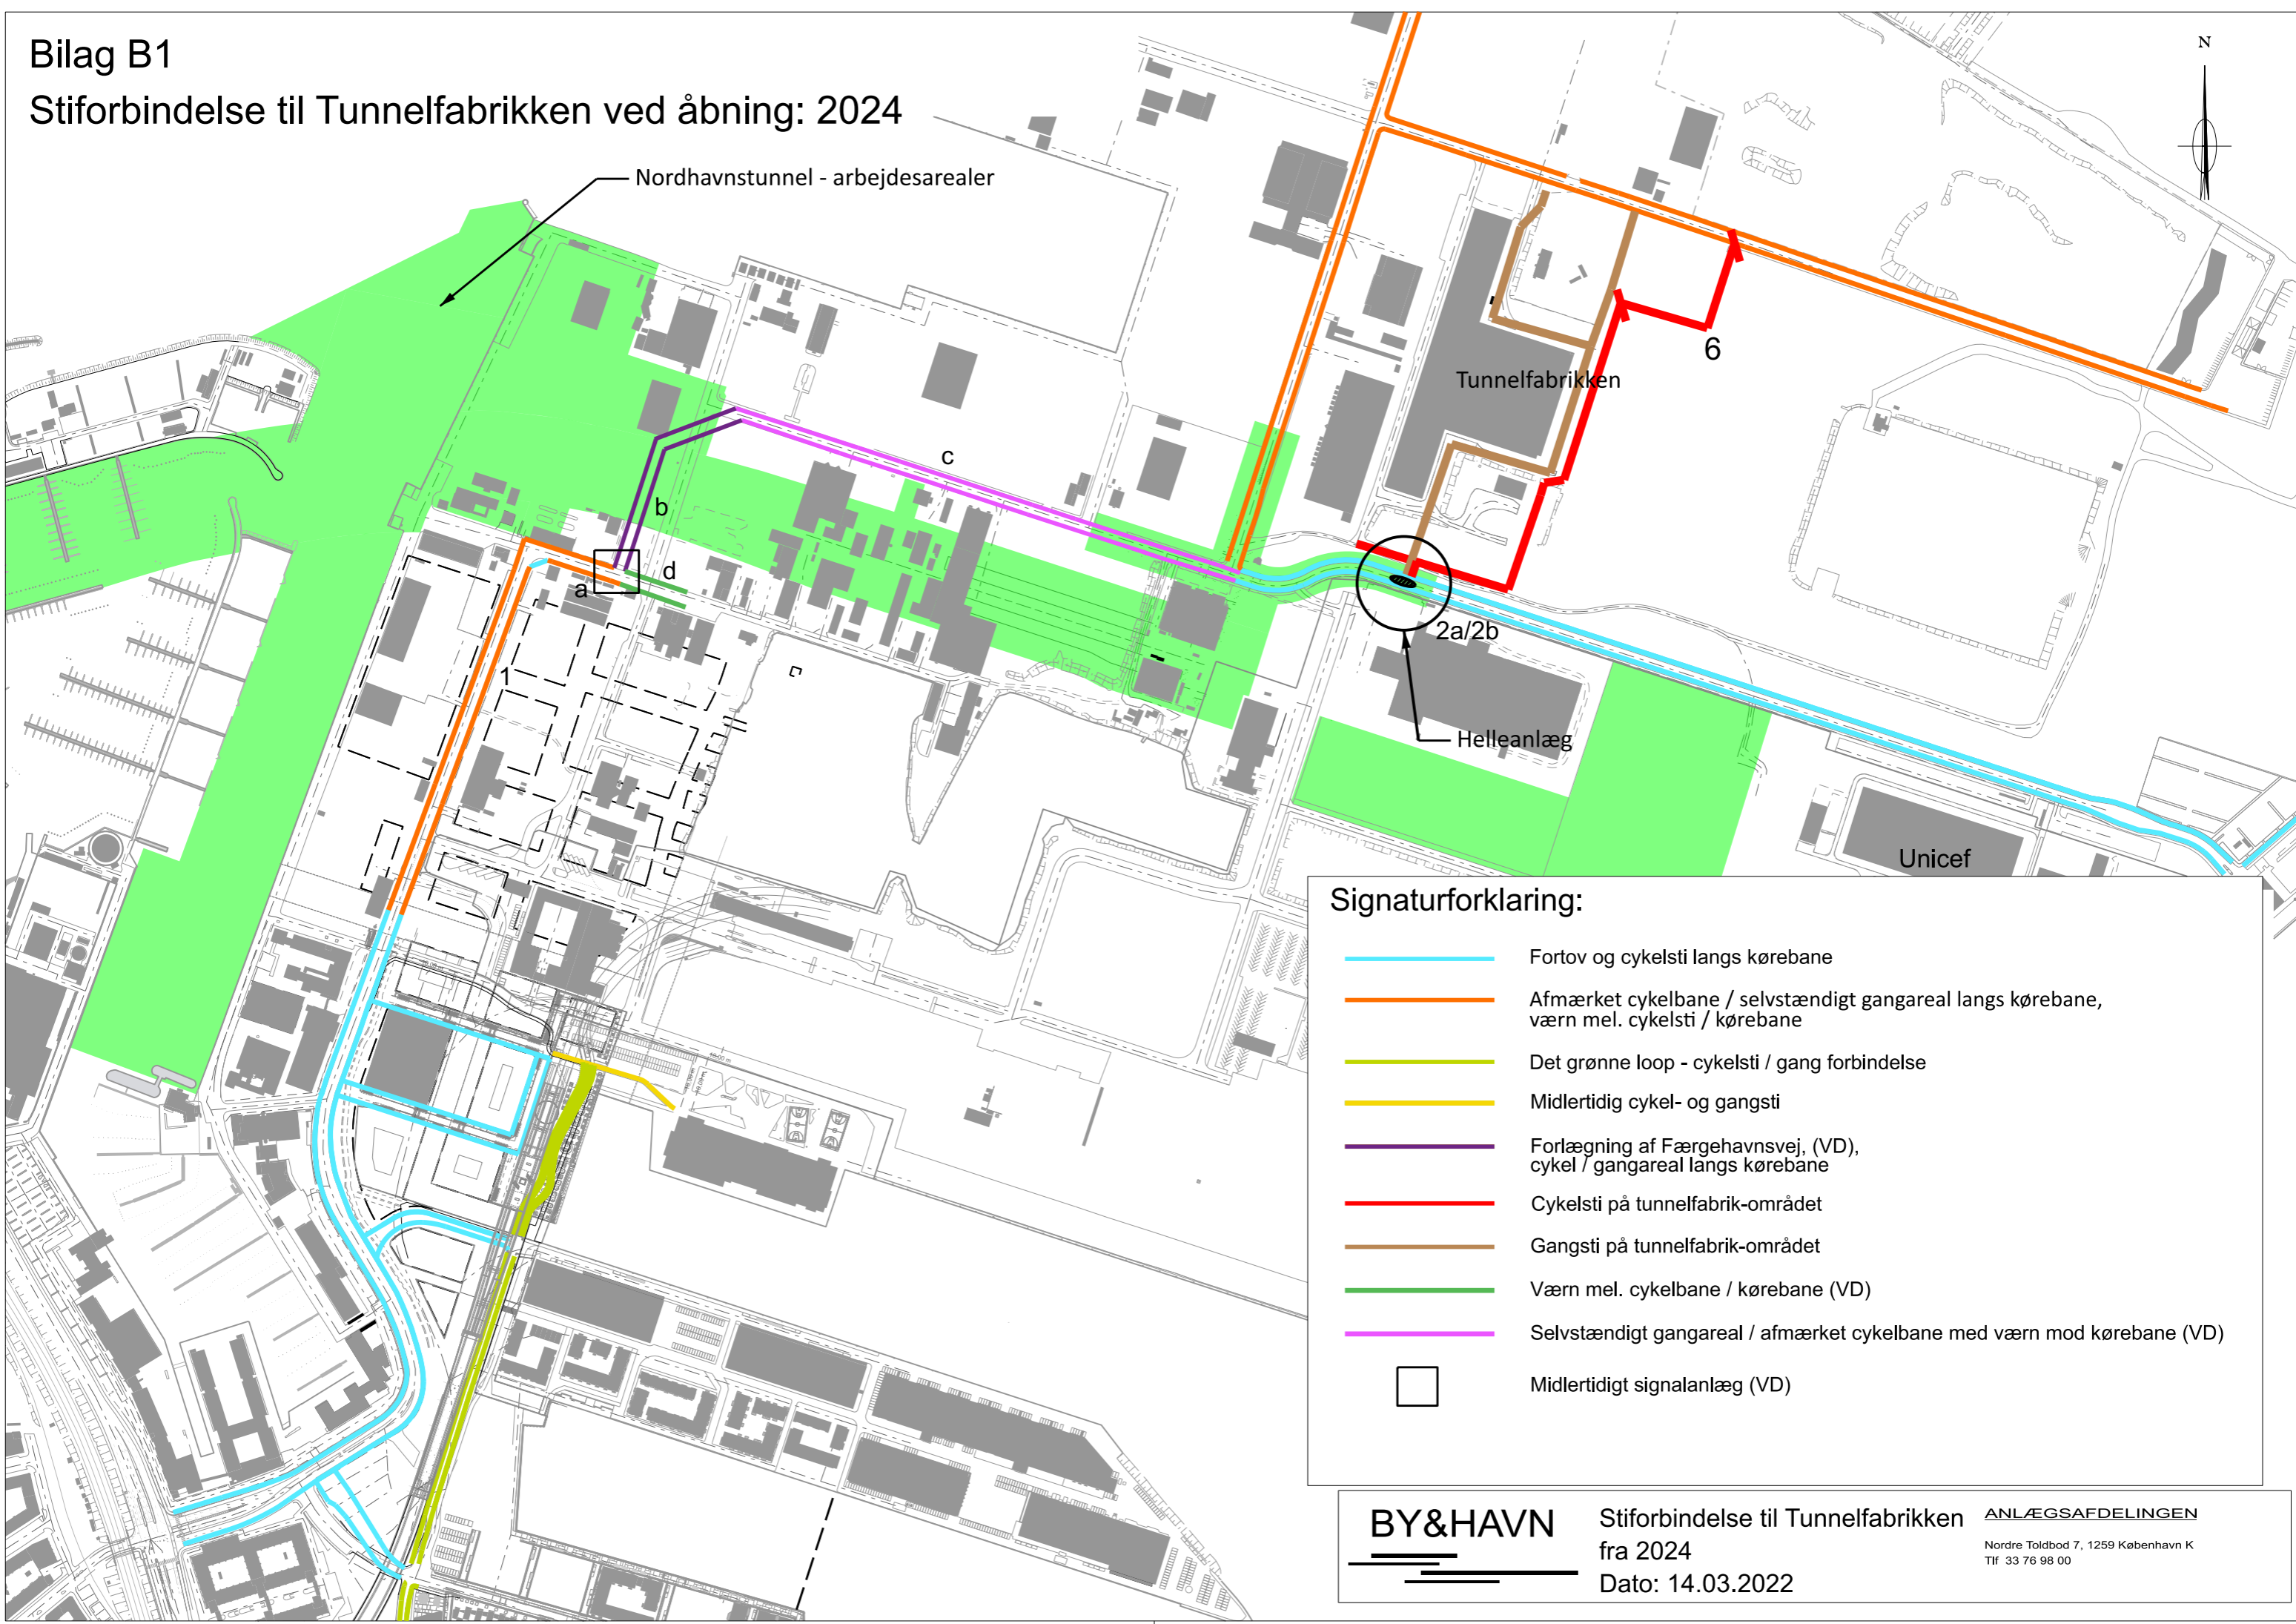 Bilag B1
Stiforbindelse til Tunnelfabrikken ved åbning: 2024
N
Nordhavnstunnel - arbejdesarealer
6
Tunnelfabrikken
c
b
d
a
2a/2b
1
Helleanlæg
Unicef
Signaturforklaring:
Fortov og cykelsti langs kørebane
Afmærket cykelbane / selvstændigt gangareal langs kørebane,
værn mel. cykelsti / kørebane
Det grønne loop - cykelsti / gang forbindelse
Midlertidig cykel- og gangsti
Forlægning af Færgehavnsvej, (VD),
cykel / gangareal langs kørebane
Cykelsti på tunnelfabrik-området
Gangsti på tunnelfabrik-området
Værn mel. cykelbane / kørebane (VD)
Selvstændigt gangareal / afmærket cykelbane med værn mod kørebane (VD)
Midlertidigt signalanlæg (VD)
BY&HAVN
Stiforbindelse til Tunnelfabrikken
fra 2024
Dato: 14.03.2022
ANLÆGSAFDELINGEN
Nordre Toldbod 7, 1259 København K
Tlf 33 76 98 00